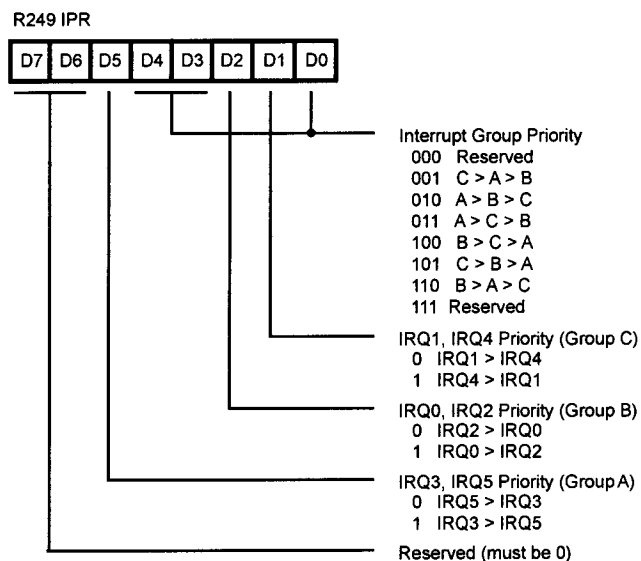 R249 IPR
D7 D6 D5 D4 D3 D2 D1 D0
Interrupt Group Priority
000 Reserved
001 C > A > B
010 A > B > C
011 A > C > B
100 B > C > A
101 C > B > A
110 B > A > C
111 Reserved
IRQ1, IRQ4 Priority (Group C)
0 IRQ1 > IRQ4
1 IRQ4 > IRQ1
IRQ0, IRQ2 Priority (Group B)
0 IRQ2 > IRQ0
1 IRQ0 > IRQ2
IRQ3, IRQ5 Priority (Group A)
0 IRQ5 > IRQ3
1 IRQ3 > IRQ5
Reserved (must be 0)